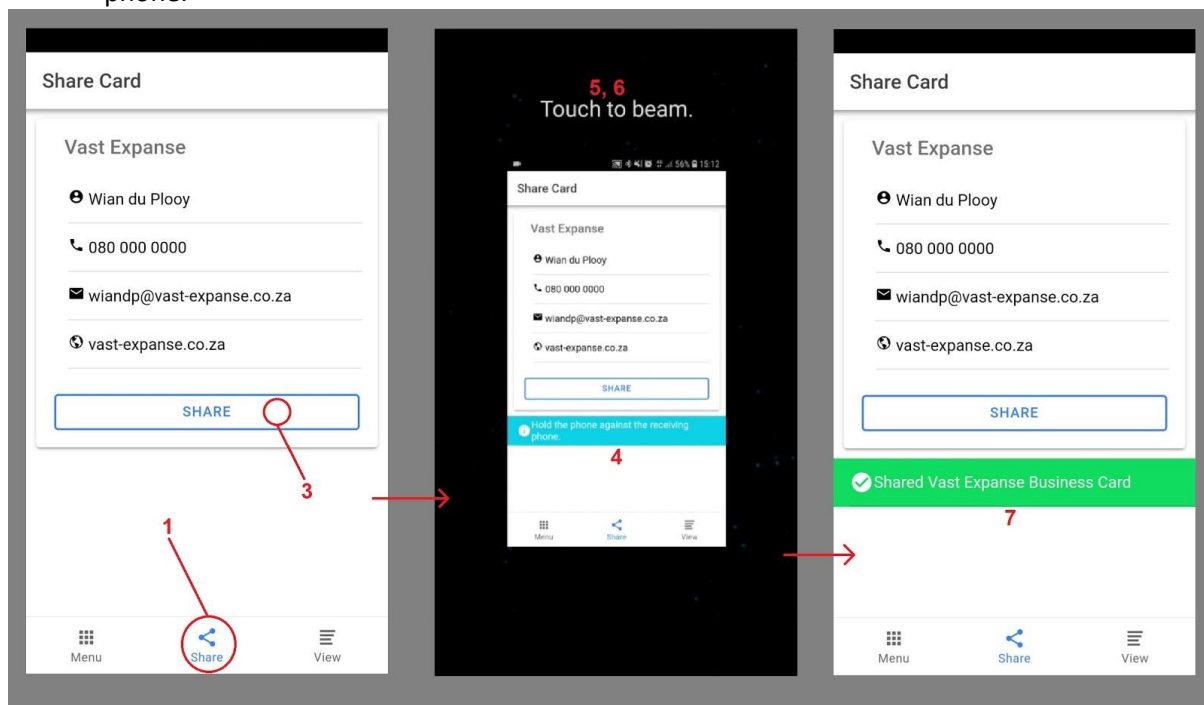 phone.
Share Card
Vast Expanse
Wian du Plooy
080 000 0000
wiandp@vast-expanse.co.za
vast-expanse.co.za
SHARE
3
1
Menu
Share
View
5, 6
Touch to beam.
56% 15:12
Share Card
Vast Expanse
Wian du Plooy
080 000 0000
wiandp@vast-expanse.co.za
vast-expanse.co.za
SHARE
Hold the phone against the receiving
phone.
4
Menu
Share
View
Share Card
Vast Expanse
Wian du Plooy
080 000 0000
wiandp@vast-expanse.co.za
vast-expanse.co.za
SHARE
Shared Vast Expanse Business Card
7
Menu
Share
View